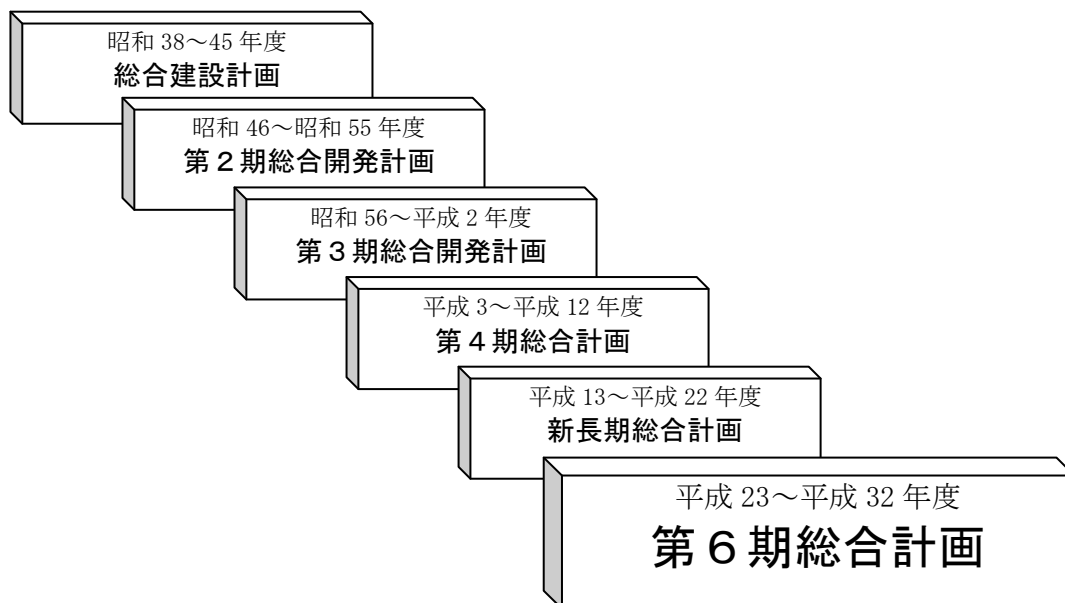 昭和 38～45 年度
総合建設計画
昭和 46～昭和 55 年度
第２期総合開発計画
昭和 56～平成 2 年度
第３期総合開発計画
平成 3～平成 12 年度
第４期総合計画
平成 13～平成 22 年度
新長期総合計画
平成 23～平成 32 年度
第６期総合計画